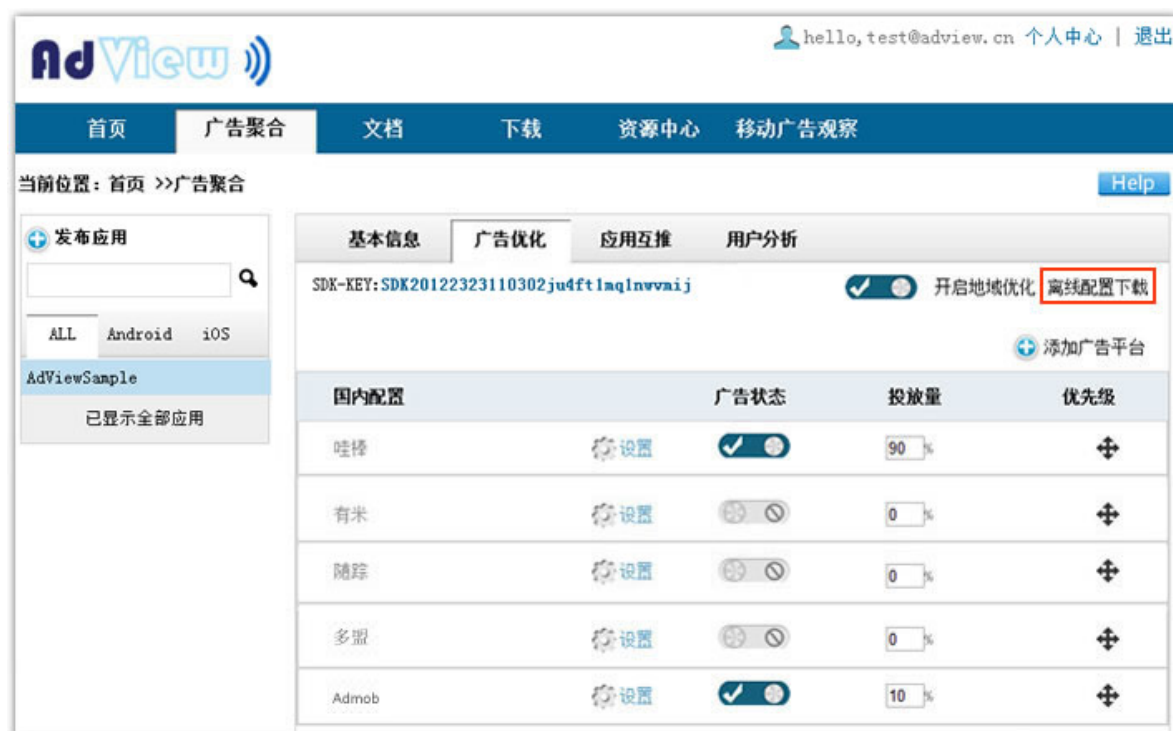 AdView
hello,test@adview.cn 个人中心 | 退出
首页 广告聚合 文档 下载 资源中心 移动广告观察
当前位置：首页 >>广告聚合 Help
发布应用
ALL Android iOS
AdViewSample
已显示全部应用
基本信息 广告优化 应用互推 用户分析
SDK-KEY:SDK20122323110302ju4ft1mq1nwvmij 开启地域优化 离线配置下载
添加广告平台
国内配置 广告状态 投放量 优先级
哇棒 设置 90 %
有米 设置 0 %
随踪 设置 0 %
多盟 设置 0 %
Admob 设置 10 %